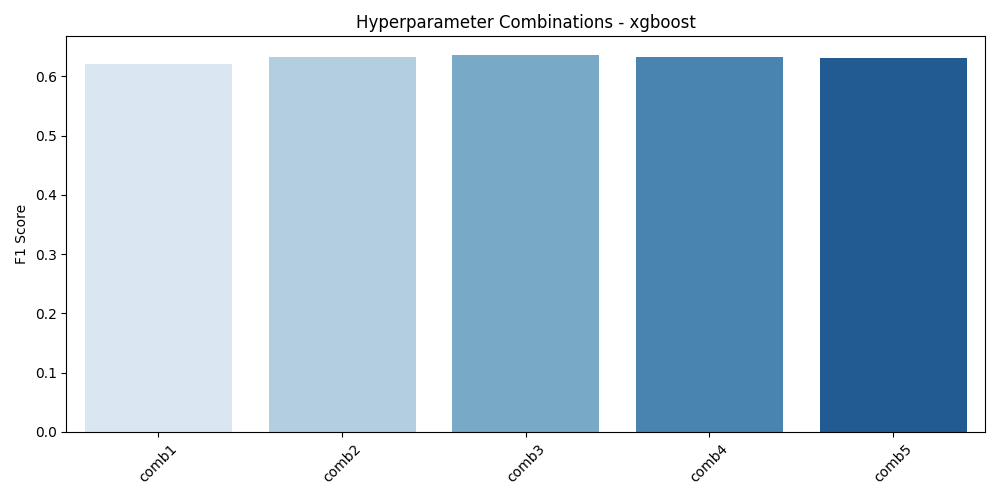 Hyperparameter Combinations - xgboost
F1 Score
0.6
0.5
0.4
0.3
0.2
0.1
0.0
comb1
comb2
comb3
comb4
comb5